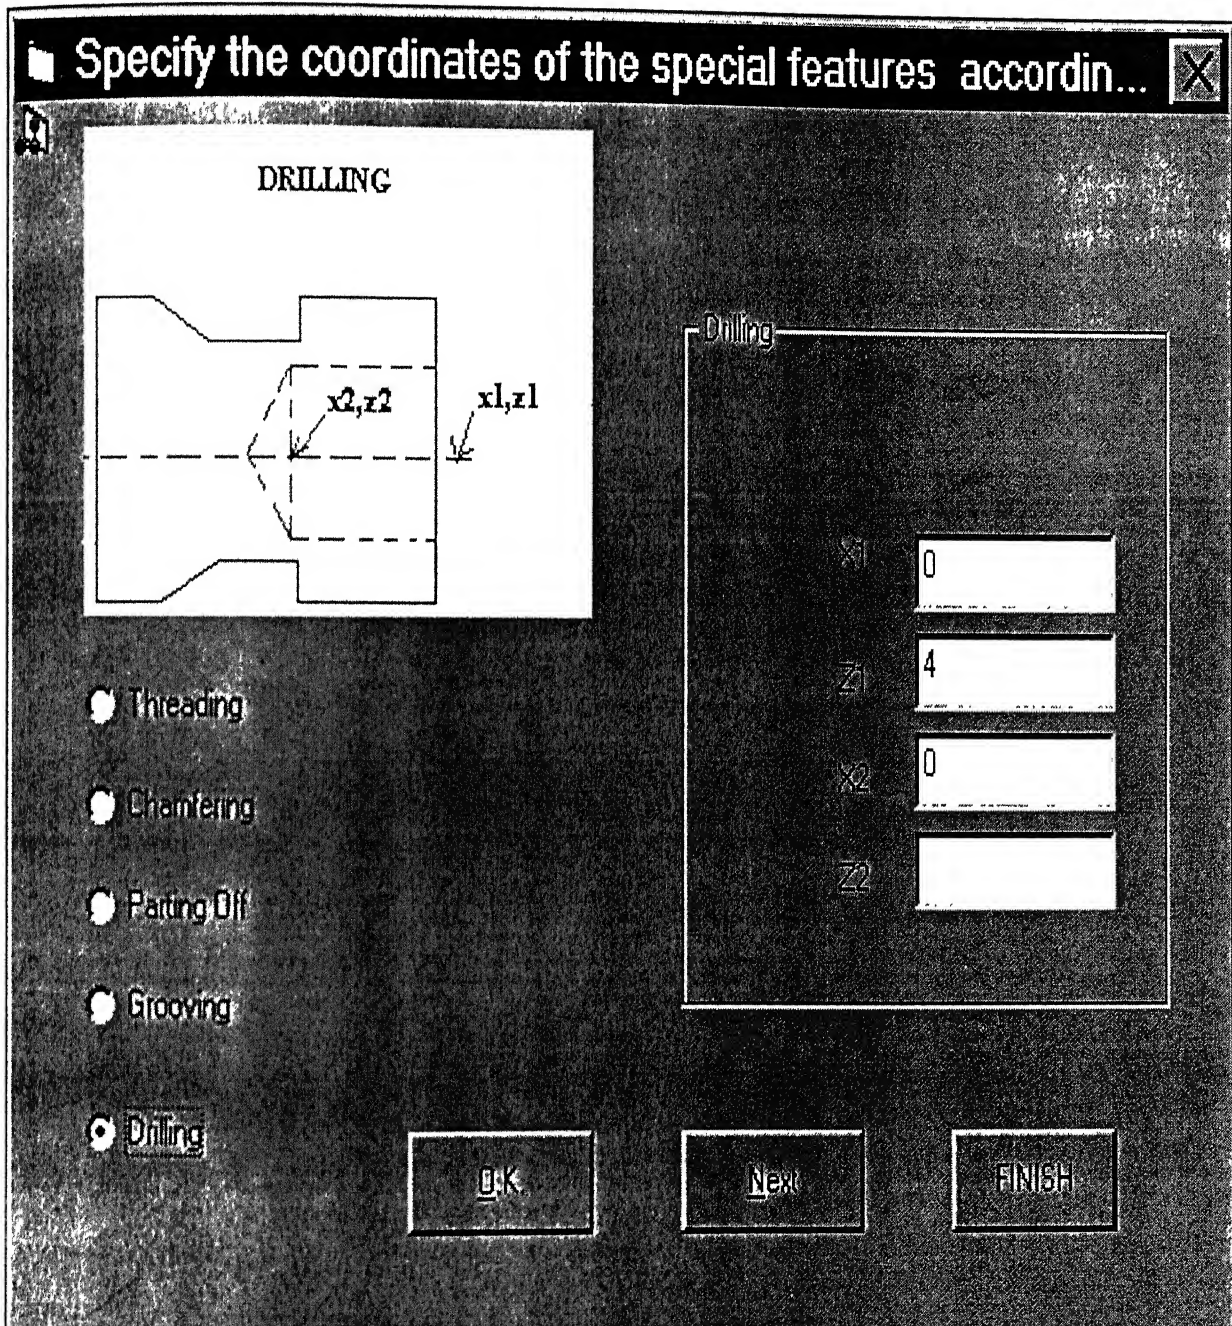 Specify the coordinates of the special features accordin...
DRILLING
x2,z2
x1,z1
Drilling
X1
0
Z1
4
X2
0
Z2
Threading
Chamfering
Parting Off
Grooving
Drilling
O.K.
Next
FINISH